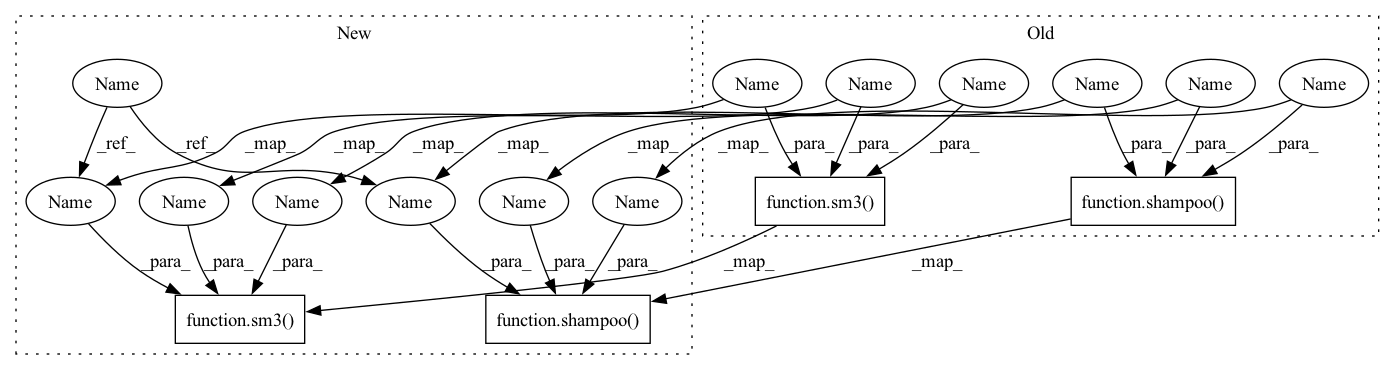 New
Old
Name
Name
Name
Name
Name
Name
Name
_ref_
_ref_
_map_
_map_
_map_
_map_
_map_
_map_
_para_
_para_
_para_
_para_
_para_
_para_
Name
Name
Name
Name
Name
Name
function.sm3()
function.shampoo()
_para_
_para_
_para_
_para_
_para_
_para_
_map_
_map_
function.sm3()
function.shampoo()